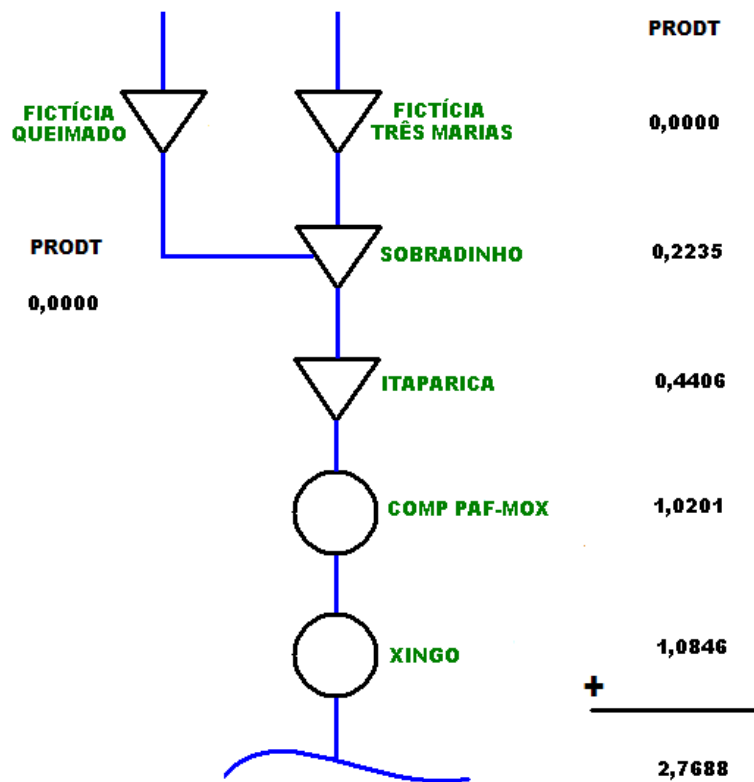 PRODT
FICTÍCIA
QUEIMADO
FICTÍCIA
TRÊS MARIAS
0,0000
PRODT
0,0000
SOBRADINHO
0,2235
ITAPARICA
0,4406
COMP PAF-MOX
1,0201
XINGO
1,0846
+
2,7688